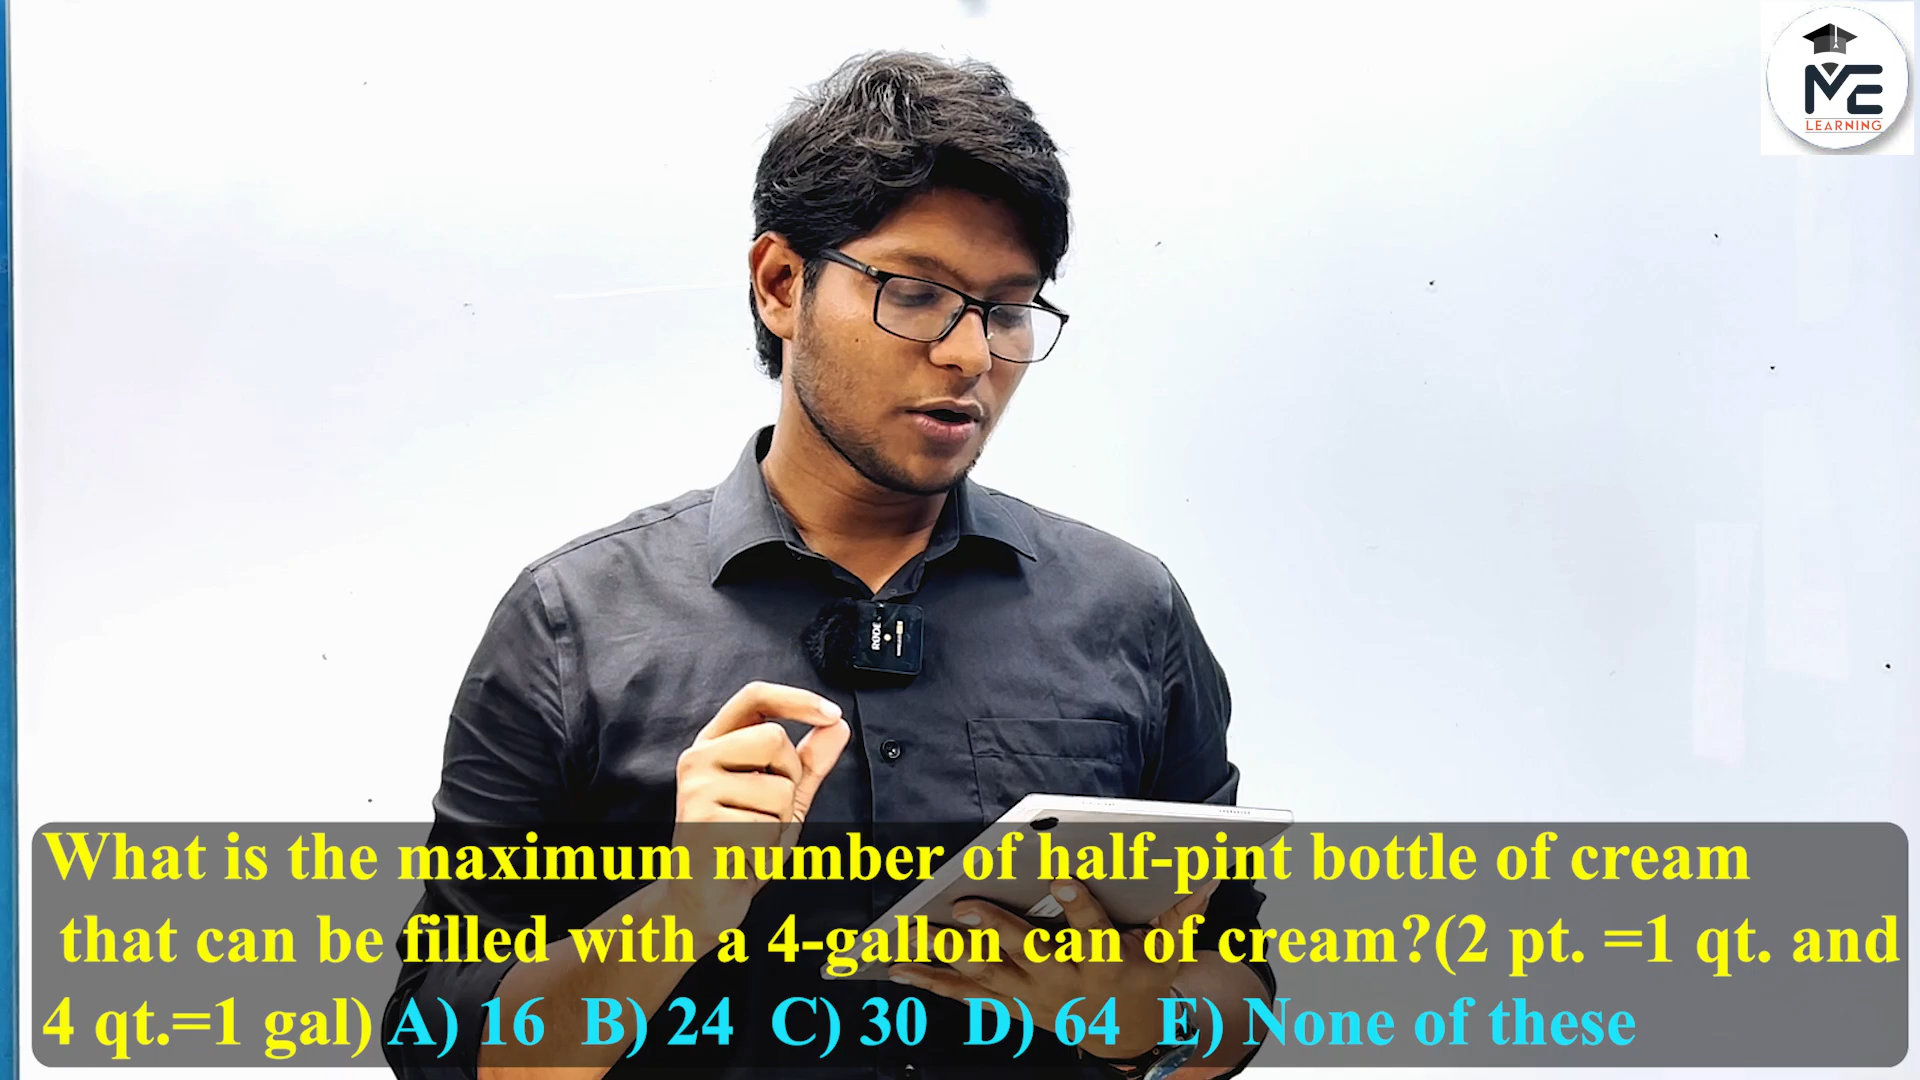 ME
LEARNING
RØDE
What is the maximum number of half-pint bottle of cream
that can be filled with a 4-gallon can of cream?(2 pt. =1 qt. and
4 qt.=1 gal) A) 16 B) 24 C) 30 D) 64 E) None of these